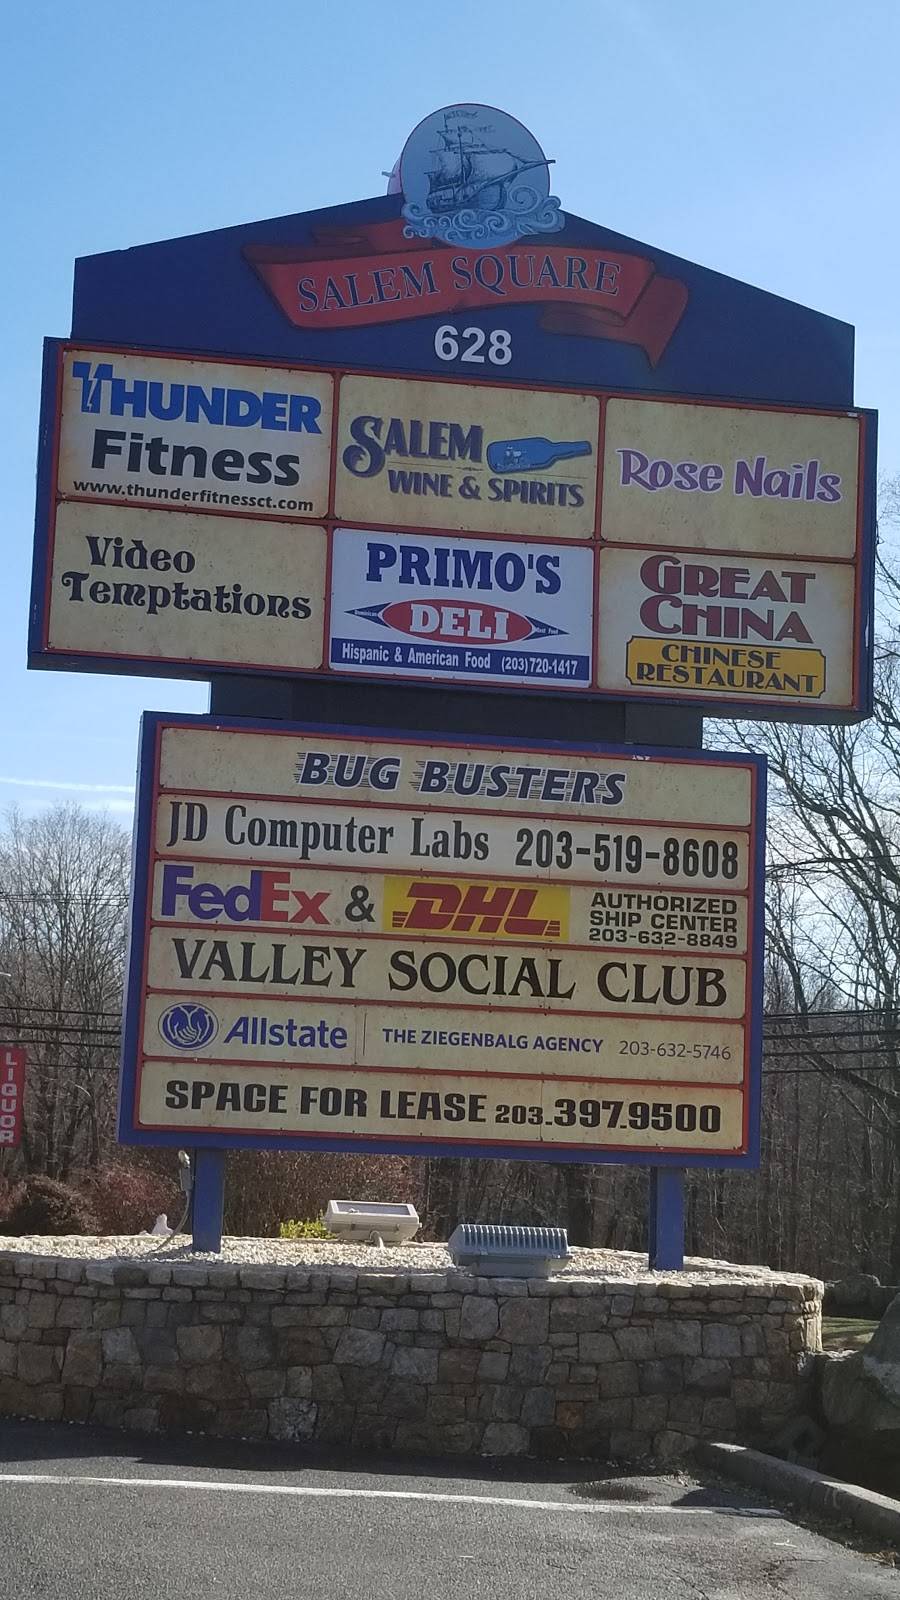 SALEM SQUARE
628
THUNDER
Fitness
www.thunderfitnessct.com
SALEM
WINE & SPIRITS
Rose Nails
Video
Temptations
PRIMO'S
DELI
Hispanic & American Food (203)720-1417
GREAT
CHINA
CHINESE
RESTAURANT
BUG BUSTERS
JD Computer Labs 203-519-8608
FedEx & DHL
AUTHORIZED
SHIP CENTER
203-632-8849
VALLEY SOCIAL CLUB
Allstate THE ZIEGENBALG AGENCY 203-632-5746
SPACE FOR LEASE 203.397.9500
LIQUOR